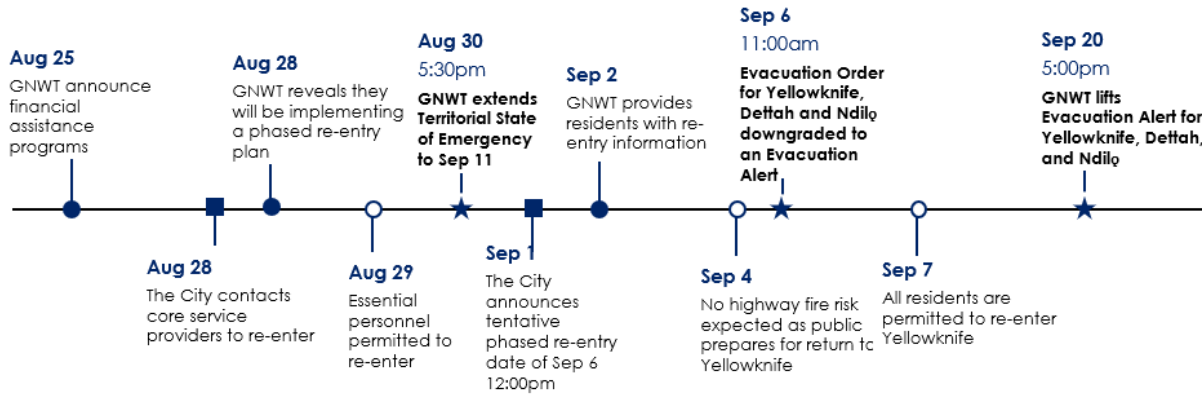 Aug 25
GNWT announce
financial
assistance
programs
Aug 28
The City contacts
core service
providers to re-enter
Aug 28
GNWT reveals they
will be implementing
a phased re-entry
plan
Aug 29
Essential
personnel
permitted to
re-enter
Aug 30
5:30pm
GNWT extends
Territorial State
of Emergency
to Sep 11
Sep 1
The City
announces
tentative
phased re-entry
date of Sep 6
12:00pm
Sep 2
GNWT provides
residents with re-
entry information
Sep 4
No highway fire risk
expected as public
prepares for return to
Yellowknife
Sep 6
11:00am
Evacuation Order
for Yellowknife,
Dettah and Ndilǫ
downgraded to
an Evacuation
Alert
Sep 7
All residents are
permitted to re-enter
Yellowknife
Sep 20
5:00pm
GNWT lifts
Evacuation Alert for
Yellowknife, Dettah,
and Ndilǫ